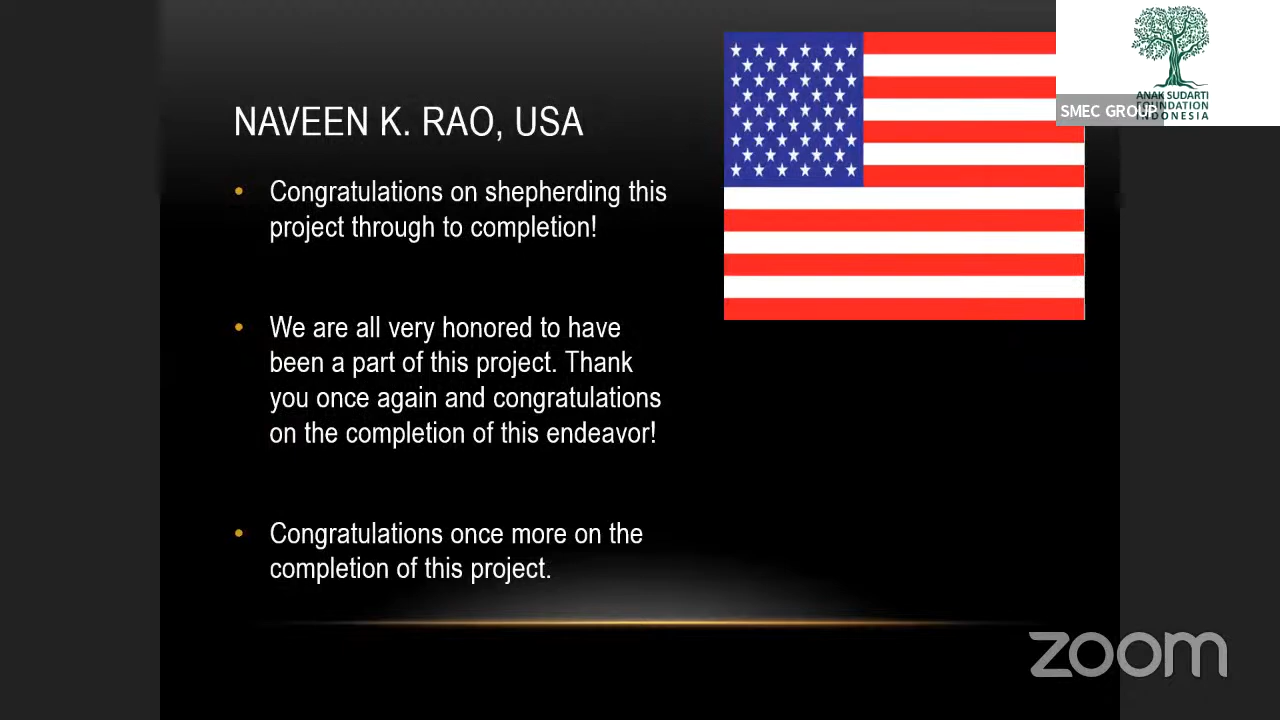 NAVEEN K. RAO, USA
• Congratulations on shepherding this
project through to completion!
• We are all very honored to have
been a part of this project. Thank
you once again and congratulations
on the completion of this endeavor!
• Congratulations once more on the
completion of this project.
ANAK SUDARTI
FOUNDATION
INDONESIA
SMEC GROUP
zoom